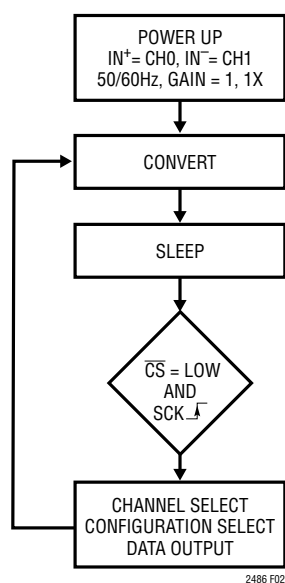 POWER UP
IN⁺= CH0, IN⁻= CH1
50/60Hz, GAIN = 1, 1X
CONVERT
SLEEP
C̅S̅ = LOW
AND
SCK
CHANNEL SELECT
CONFIGURATION SELECT
DATA OUTPUT
2486 F02